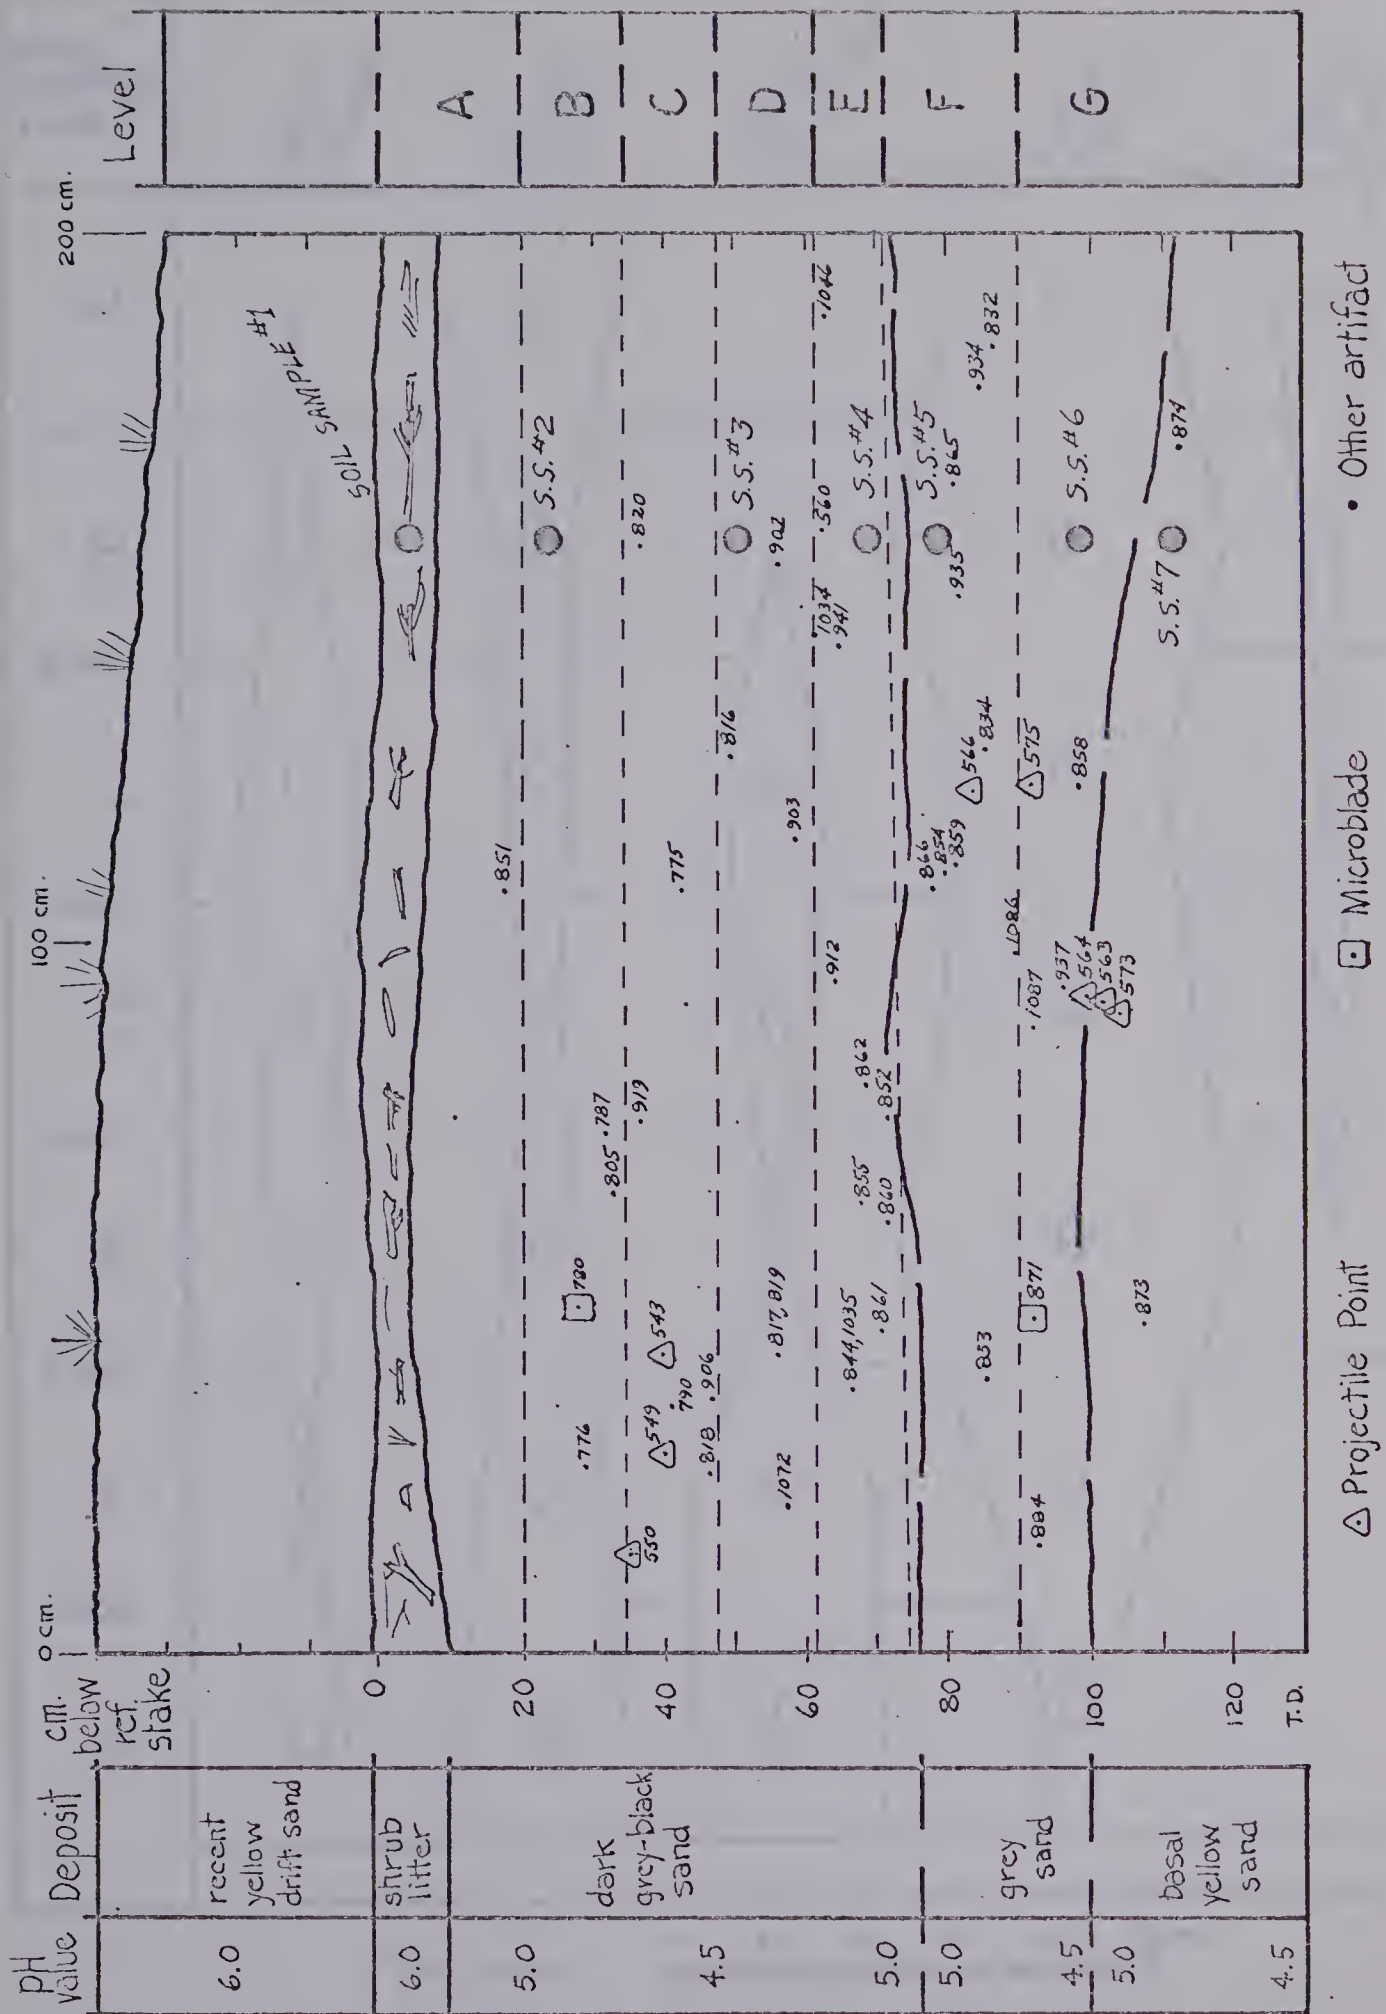 PH value
Deposit
cm. below ref. stake
0 cm.
100 cm.
200 cm.
Level
6.0
recent yellow drift sand
6.0
shrub litter
0
A
SOIL SAMPLE #1
5.0
4.5
5.0
dark grey-black sand
20
40
60
B
C
D
E
S.S. #2
S.S. #3
S.S. #4
.851
.776
780
.805
.787
550
549
543
.790
.919
.775
.820
.818
.906
.816
.1072
.817,819
.903
.902
.844,1035
.861
.855
.860
.862
.852
.912
1034
.941
.560
.1046
5.0
4.5
grey sand
80
100
F
G
S.S. #5
S.S. #6
.866
.854
.859
566
.834
.935
.865
.934
.832
.853
.884
871
.1087
.1086
575
.937
564
563
573
.858
5.0
4.5
basal yellow sand
120
T.D.
.873
S.S. #7
.874
Projectile Point
Microblade
• Other artifact